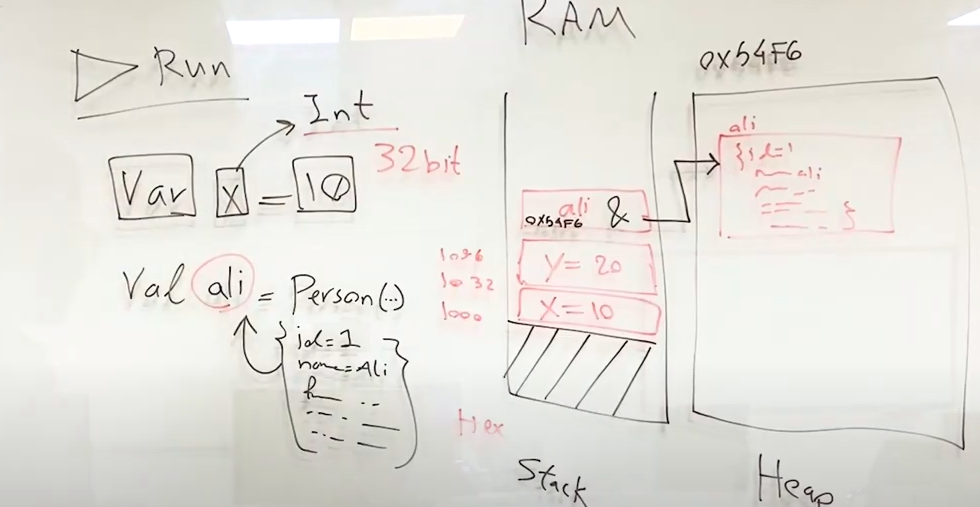 Run
Int
32bit
Var X = 10
Val ali = Person(...)
id=1
name=Ali
RAM
ali &
0x54F6
Y=20
X=10
1032
1000
Hex
Stack
0x54F6
ali
{id=1
ali
}
Heap